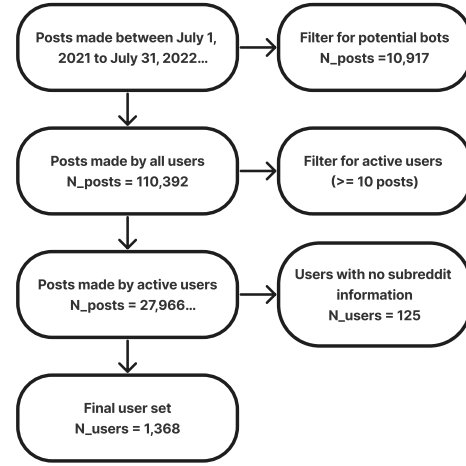 Posts made between July 1,
2021 to July 31, 2022...
Filter for potential bots
N_posts =10,917
Posts made by all users
N_posts = 110,392
Filter for active users
(>= 10 posts)
Posts made by active users
N_posts = 27,966...
Users with no subreddit
information
N_users = 125
Final user set
N_users = 1,368